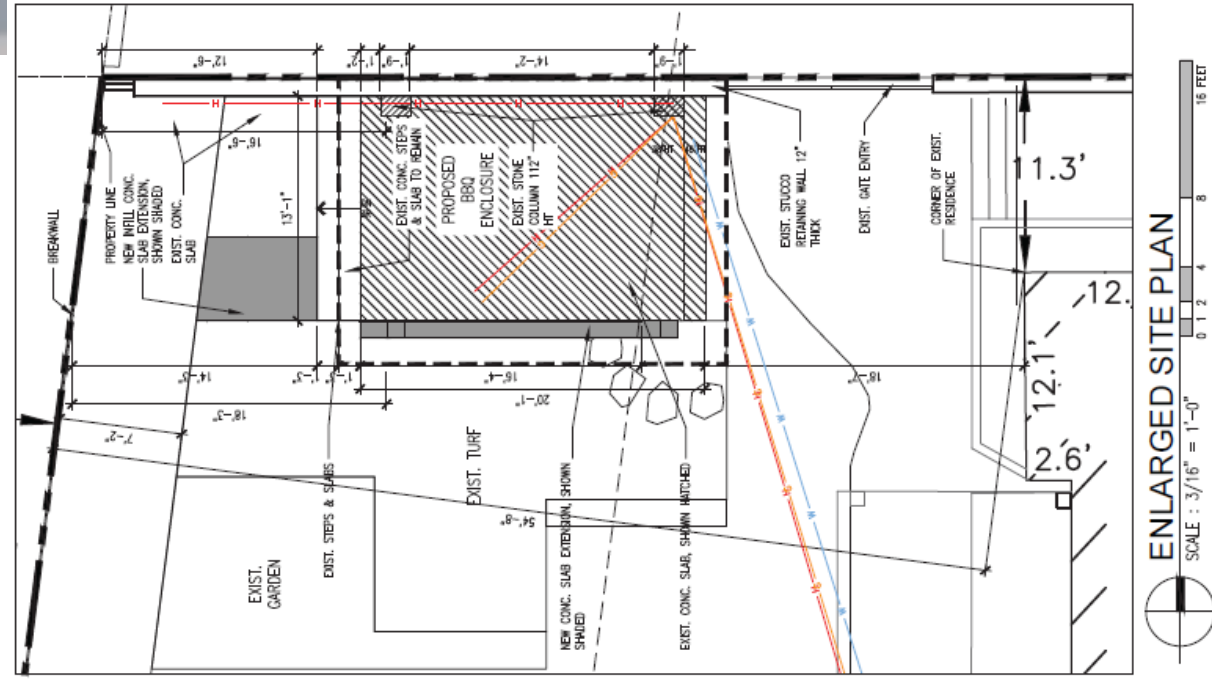 12'-6"
1'-2"
1'-9"
14'-2"
1'-9"
BREAKWALL
PROPERTY LINE
NEW INFILL CONC.
SLAB EXTENSION,
SHOWN SHADED
EXIST. CONC.
SLAB
16'-6"
13'-1"
EXIST. CONC. STEPS
& SLAB TO REMAIN
PROPOSED
BBQ
ENCLOSURE
EXIST. STONE
COLUMN 112"
HT
EXIST. STUCCO
RETAINING WALL 12"
THICK
EXIST. GATE ENTRY
CORNER OF EXIST.
RESIDENCE
11.3'
12.
12.1'
2.6'
14'-3"
1'-3"
1'-3"
16'-4"
18'-3"
20'-1"
7'-2"
EXIST. STEPS & SLABS
EXIST. TURF
54'-8"
EXIST.
GARDEN
NEW CONC. SLAB EXTENSION, SHOWN
SHADED
EXIST. CONC. SLAB, SHOWN HATCHED
H
H
H
H
H
H
H
H
H
H
W
W
W
W
ENLARGED SITE PLAN
SCALE : 3/16" = 1'-0"
0 1 2 4 8 16 FEET